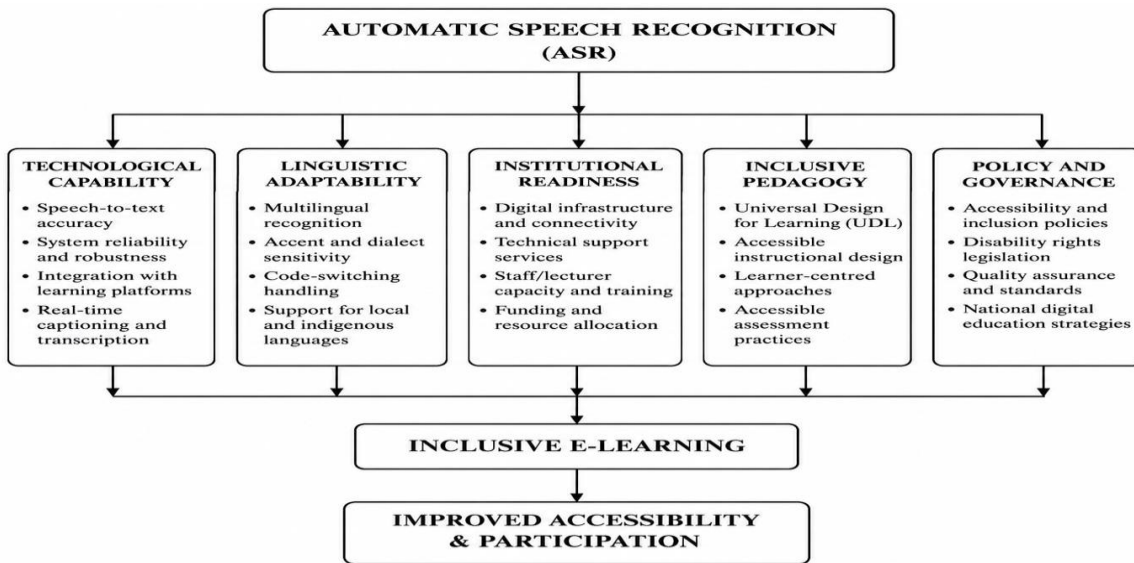 AUTOMATIC SPEECH RECOGNITION
(ASR)
TECHNOLOGICAL
CAPABILITY
• Speech-to-text
accuracy
• System reliability
and robustness
• Integration with
learning platforms
• Real-time
captioning and
transcription
LINGUISTIC
ADAPTABILITY
• Multilingual
recognition
• Accent and dialect
sensitivity
• Code-switching
handling
• Support for local
and indigenous
languages
INSTITUTIONAL
READINESS
• Digital infrastructure
and connectivity
• Technical support
services
• Staff/lecturer
capacity and training
• Funding and
resource allocation
INCLUSIVE
PEDAGOGY
• Universal Design
for Learning (UDL)
• Accessible
instructional design
• Learner-centred
approaches
• Accessible
assessment
practices
POLICY AND
GOVERNANCE
• Accessibility and
inclusion policies
• Disability rights
legislation
• Quality assurance
and standards
• National digital
education strategies
INCLUSIVE E-LEARNING
IMPROVED ACCESSIBILITY
& PARTICIPATION